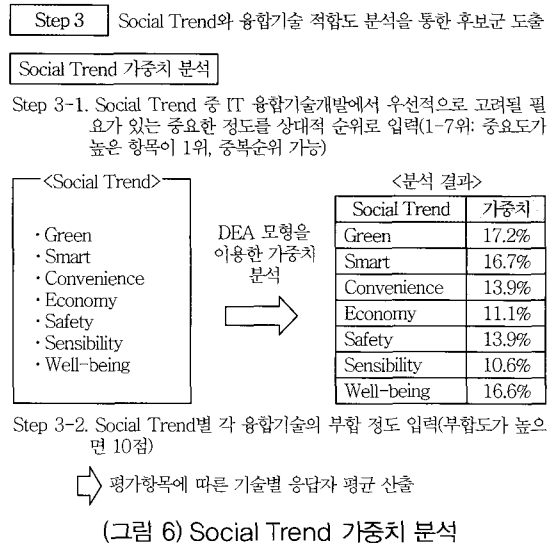 Step 3 Social Trend와 융합기술 적합도 분석을 통한 후보군 도출
Social Trend 가중치 분석
Step 3-1. Social Trend 중 IT 융합기술개발에서 우선적으로 고려될 필
요가 있는 중요한 정도를 상대적 순위로 입력(1-7위: 중요도가
높은 항목이 1위, 중복순위 가능)
<Social Trend>
· Green
· Smart
· Convenience
· Economy
· Safety
· Sensibility
· Well-being
DEA 모형을
이용한 가중치
분석
<분석 결과>
Social Trend 가중치
Green 17.2%
Smart 16.7%
Convenience 13.9%
Economy 11.1%
Safety 13.9%
Sensibility 10.6%
Well-being 16.6%
Step 3-2. Social Trend별 각 융합기술의 부합 정도 입력(부합도가 높으
면 10점)
평가항목에 따른 기술별 응답자 평균 산출
(그림 6) Social Trend 가중치 분석